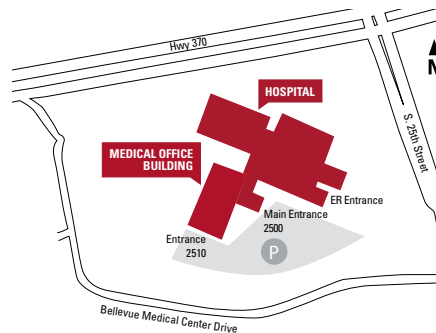 Hwy 370
N
HOSPITAL
S. 25th Street
MEDICAL OFFICE
BUILDING
ER Entrance
Main Entrance
2500
Entrance
2510
P
Bellevue Medical Center Drive